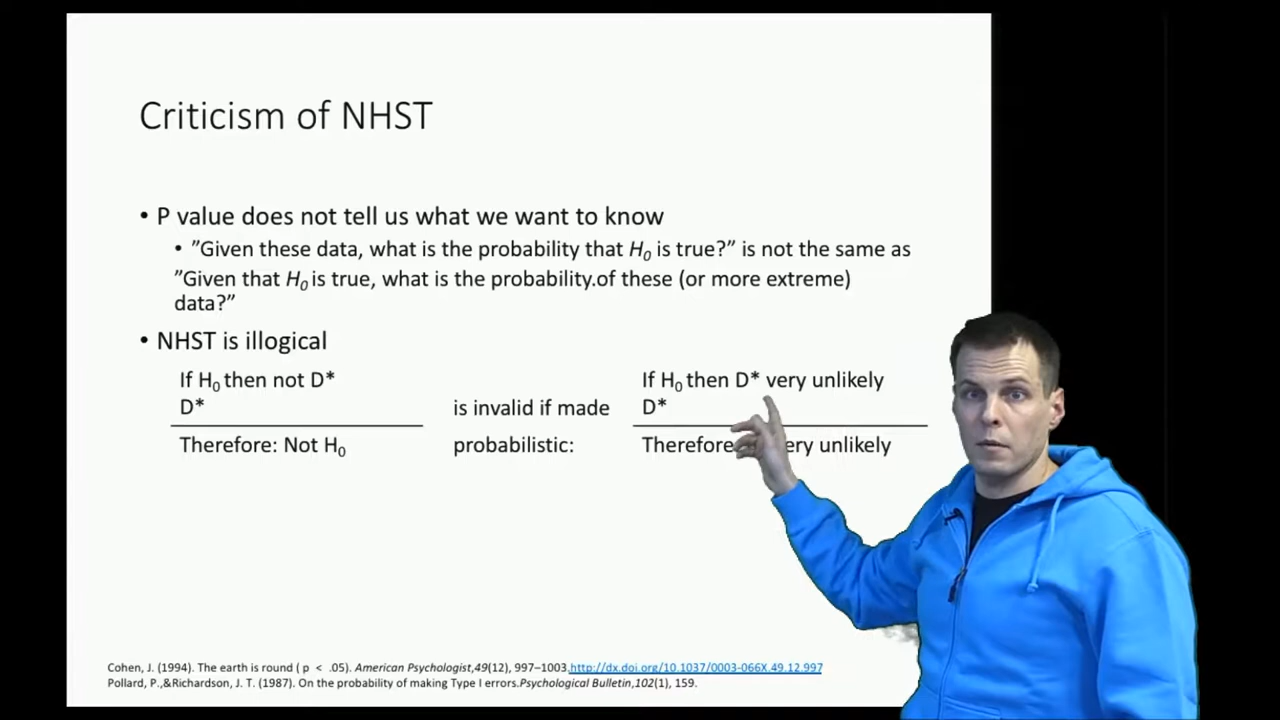 Criticism of NHST
• P value does not tell us what we want to know
• ”Given these data, what is the probability that H0 is true?” is not the same as
”Given that H0 is true, what is the probability.of these (or more extreme)
data?”
• NHST is illogical
If H0 then not D*
D*
Therefore: Not H0
is invalid if made
probabilistic:
If H0 then D* very unlikely
D*
Therefore ery unlikely
Cohen, J. (1994). The earth is round ( p < .05). American Psychologist,49(12), 997–1003.http://dx.doi.org/10.1037/0003-066X.49.12.997
Pollard, P.,&Richardson, J. T. (1987). On the probability of making Type I errors.Psychological Bulletin,102(1), 159.